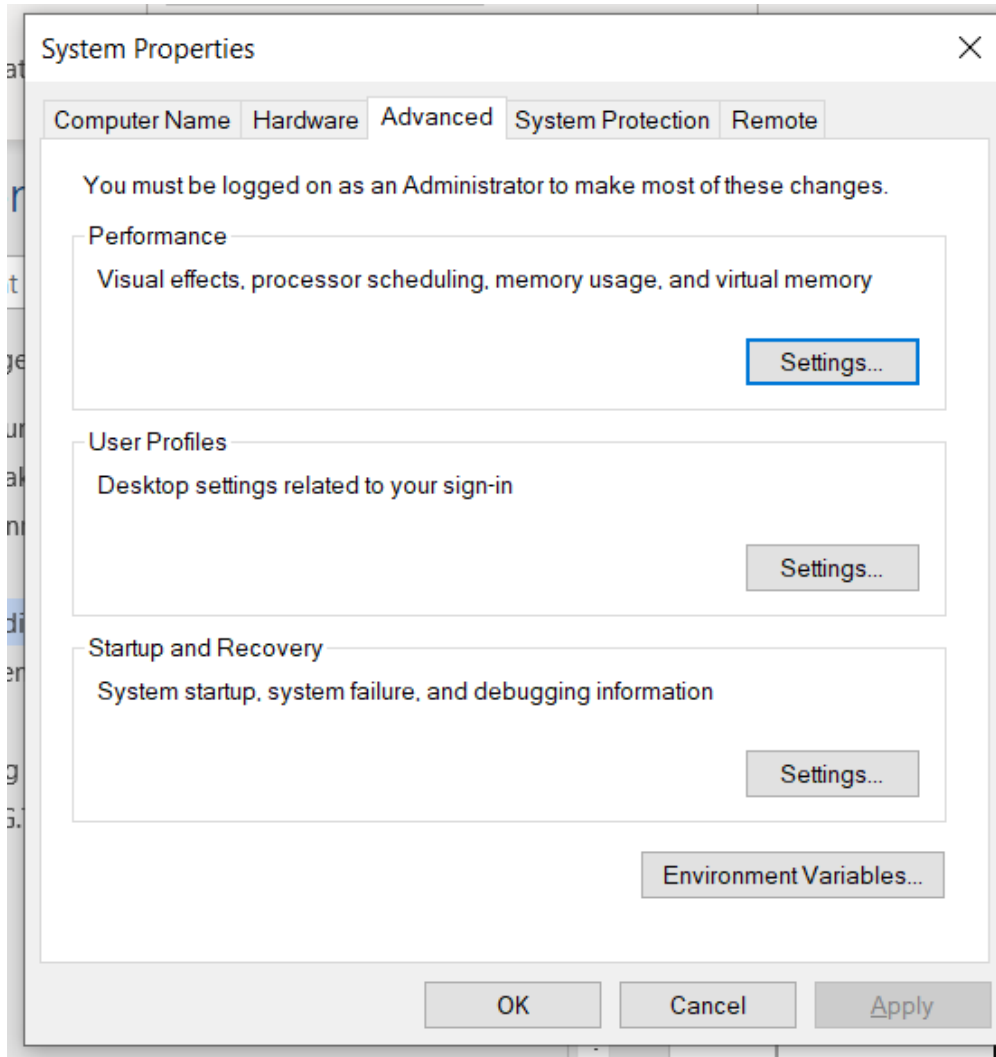 System Properties
Computer Name Hardware Advanced System Protection Remote
You must be logged on as an Administrator to make most of these changes.
Performance
Visual effects, processor scheduling, memory usage, and virtual memory
Settings...
User Profiles
Desktop settings related to your sign-in
Settings...
Startup and Recovery
System startup, system failure, and debugging information
Settings...
Environment Variables...
OK Cancel Apply